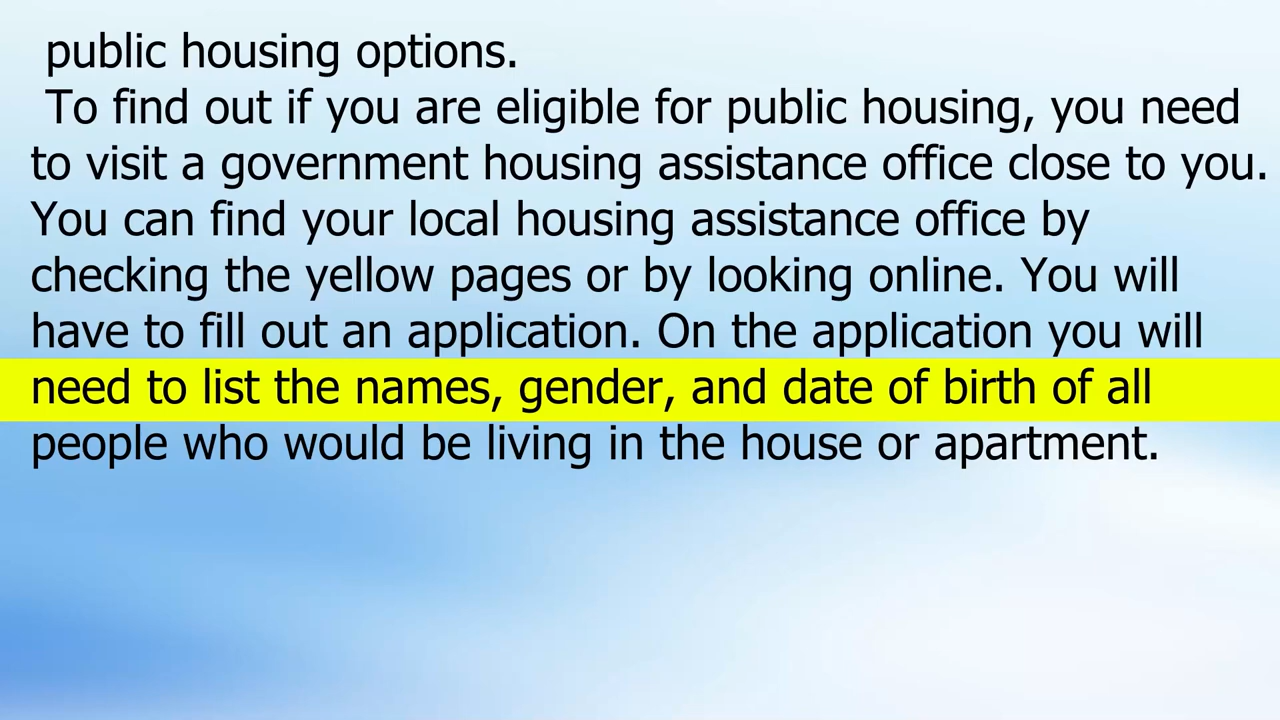 public housing options.
To find out if you are eligible for public housing, you need
to visit a government housing assistance office close to you.
You can find your local housing assistance office by
checking the yellow pages or by looking online. You will
have to fill out an application. On the application you will
need to list the names, gender, and date of birth of all
people who would be living in the house or apartment.